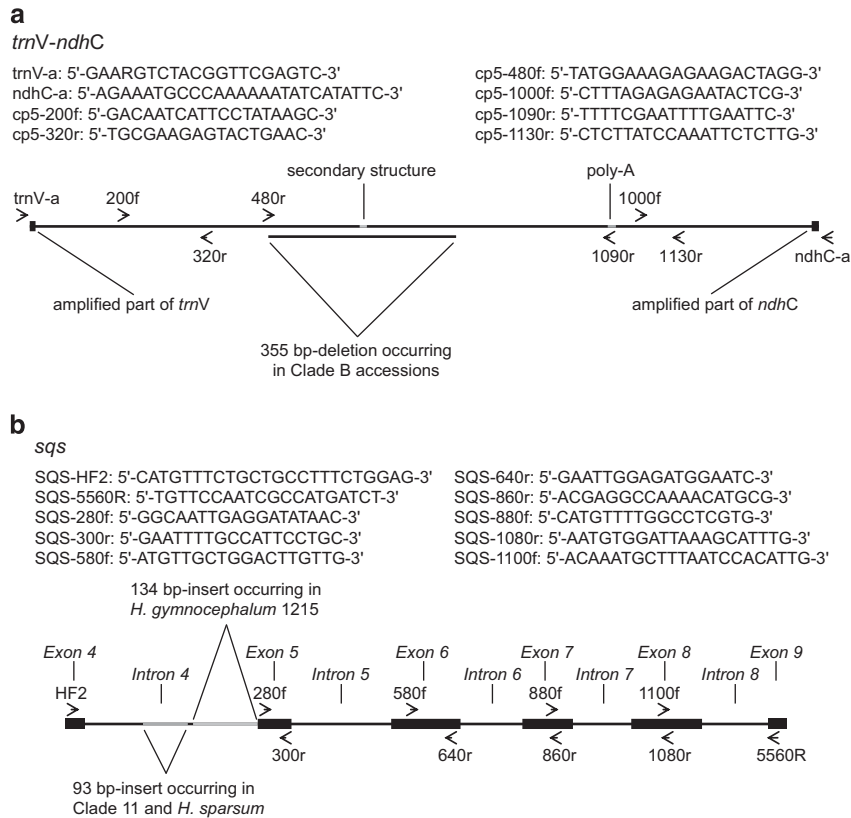 a
trnV-ndhC
trnV-a: 5'-GAARGTCTACGGTTCGAGTC-3'
ndhC-a: 5'-AGAAATGCCCAAAAAATATCATATTC-3'
cp5-200f: 5'-GACAATCATTCCTATAAGC-3'
cp5-320r: 5'-TGCGAAGAGTACTGAAC-3'
cp5-480f: 5'-TATGGAAAGAGAAGACTAGG-3'
cp5-1000f: 5'-CTTTAGAGAGAATACTCG-3'
cp5-1090r: 5'-TTTTCGAATTTTGAATTC-3'
cp5-1130r: 5'-CTCTTATCCAAATTCTCTTG-3'
secondary structure
poly-A
trnV-a
200f
480r
1000f
320r
1090r
1130r
ndhC-a
amplified part of trnV
amplified part of ndhC
355 bp-deletion occurring
in Clade B accessions
b
sqs
SQS-HF2: 5'-CATGTTTCTGCTGCCTTTCTGGAG-3'
SQS-5560R: 5'-TGTTCCAATCGCCATGATCT-3'
SQS-280f: 5'-GGCAATTGAGGATATAAC-3'
SQS-300r: 5'-GAATTTTGCCATTCCTGC-3'
SQS-580f: 5'-ATGTTGCTGGACTTGTTG-3'
SQS-640r: 5'-GAATTGGAGATGGAATC-3'
SQS-860r: 5'-ACGAGGCCAAAACATGCG-3'
SQS-880f: 5'-CATGTTTTGGCCTCGTG-3'
SQS-1080r: 5'-AATGTGGATTAAAGCATTTG-3'
SQS-1100f: 5'-ACAAATGCTTTAATCCACATTG-3'
134 bp-insert occurring in
H. gymnocephalum 1215
Exon 4
Exon 5
Exon 6
Exon 7
Exon 8
Exon 9
Intron 4
Intron 5
Intron 6
Intron 7
Intron 8
HF2
280f
580f
880f
1100f
300r
640r
860r
1080r
5560R
93 bp-insert occurring in
Clade 11 and H. sparsum